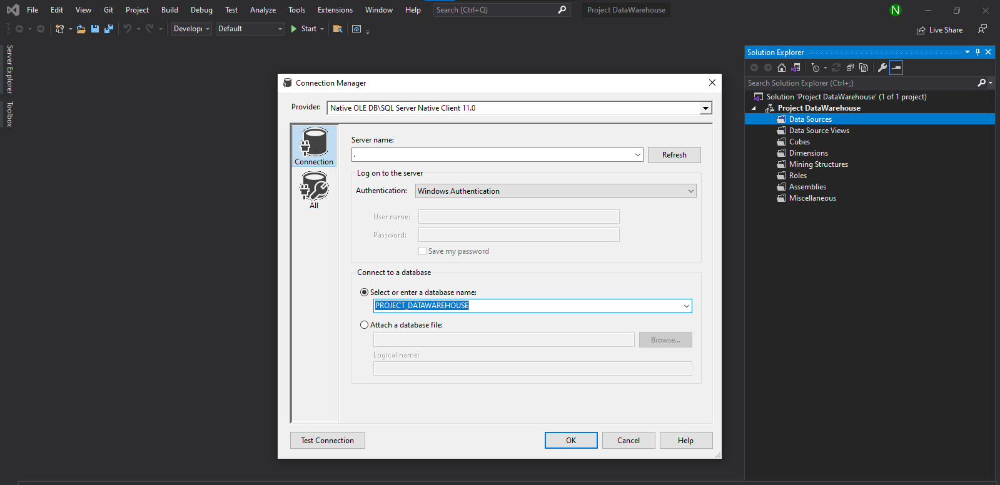 File Edit View Git Project Build Debug Test Analyze Tools Extensions Window Help Search (Ctrl+Q) Project DataWarehouse N
Developi Default Start Live Share
Server Explorer
Toolbox
Solution Explorer
Search Solution Explorer (Ctrl+;)
Solution 'Project DataWarehouse' (1 of 1 project)
Project DataWarehouse
Data Sources
Data Source Views
Cubes
Dimensions
Mining Structures
Roles
Assemblies
Miscellaneous
Connection Manager
Provider: Native OLE DB\SQL Server Native Client 11.0
Connection
All
Server name:
. Refresh
Log on to the server
Authentication: Windows Authentication
User name:
Password:
Save my password
Connect to a database
Select or enter a database name:
PROJECT_DATAWAREHOUSE
Attach a database file:
Browse...
Logical name:
Test Connection OK Cancel Help